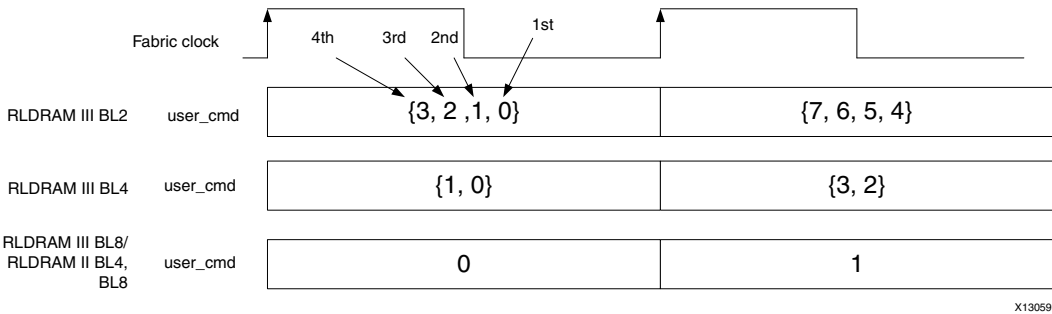 1st
4th 3rd 2nd
Fabric clock
RLDRAM III BL2 user_cmd {3, 2 ,1, 0} {7, 6, 5, 4}
RLDRAM III BL4 user_cmd {1, 0} {3, 2}
RLDRAM III BL8/
RLDRAM II BL4, user_cmd 0 1
BL8
X13059